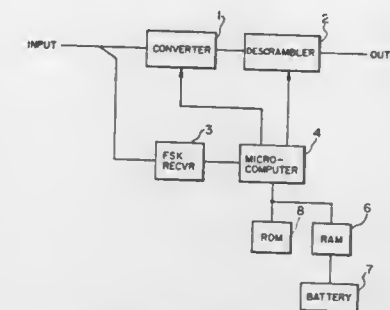 1
2
INPUT
CONVERTER
DESCRAMBLER
OUT
3
4
FSK
RECVR
MICRO-
COMPUTER
8
6
ROM
RAM
7
BATTERY